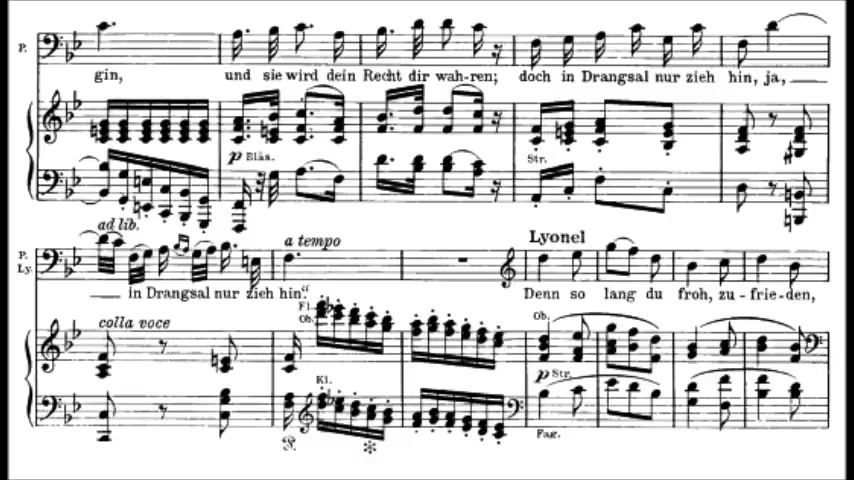 P.
gin, und sie wird dein Recht dir wah-ren; doch in Drangsal nur zieh hin, ja,
p Bläs. Str.
ad lib. a tempo Lyonel
P.
Ly.
in Drangsal nur zieh hin." Denn so lang du froh, zu-frie-den,
colla voce Fl. Ob. Ob.
Kl. p Str.
Fag.